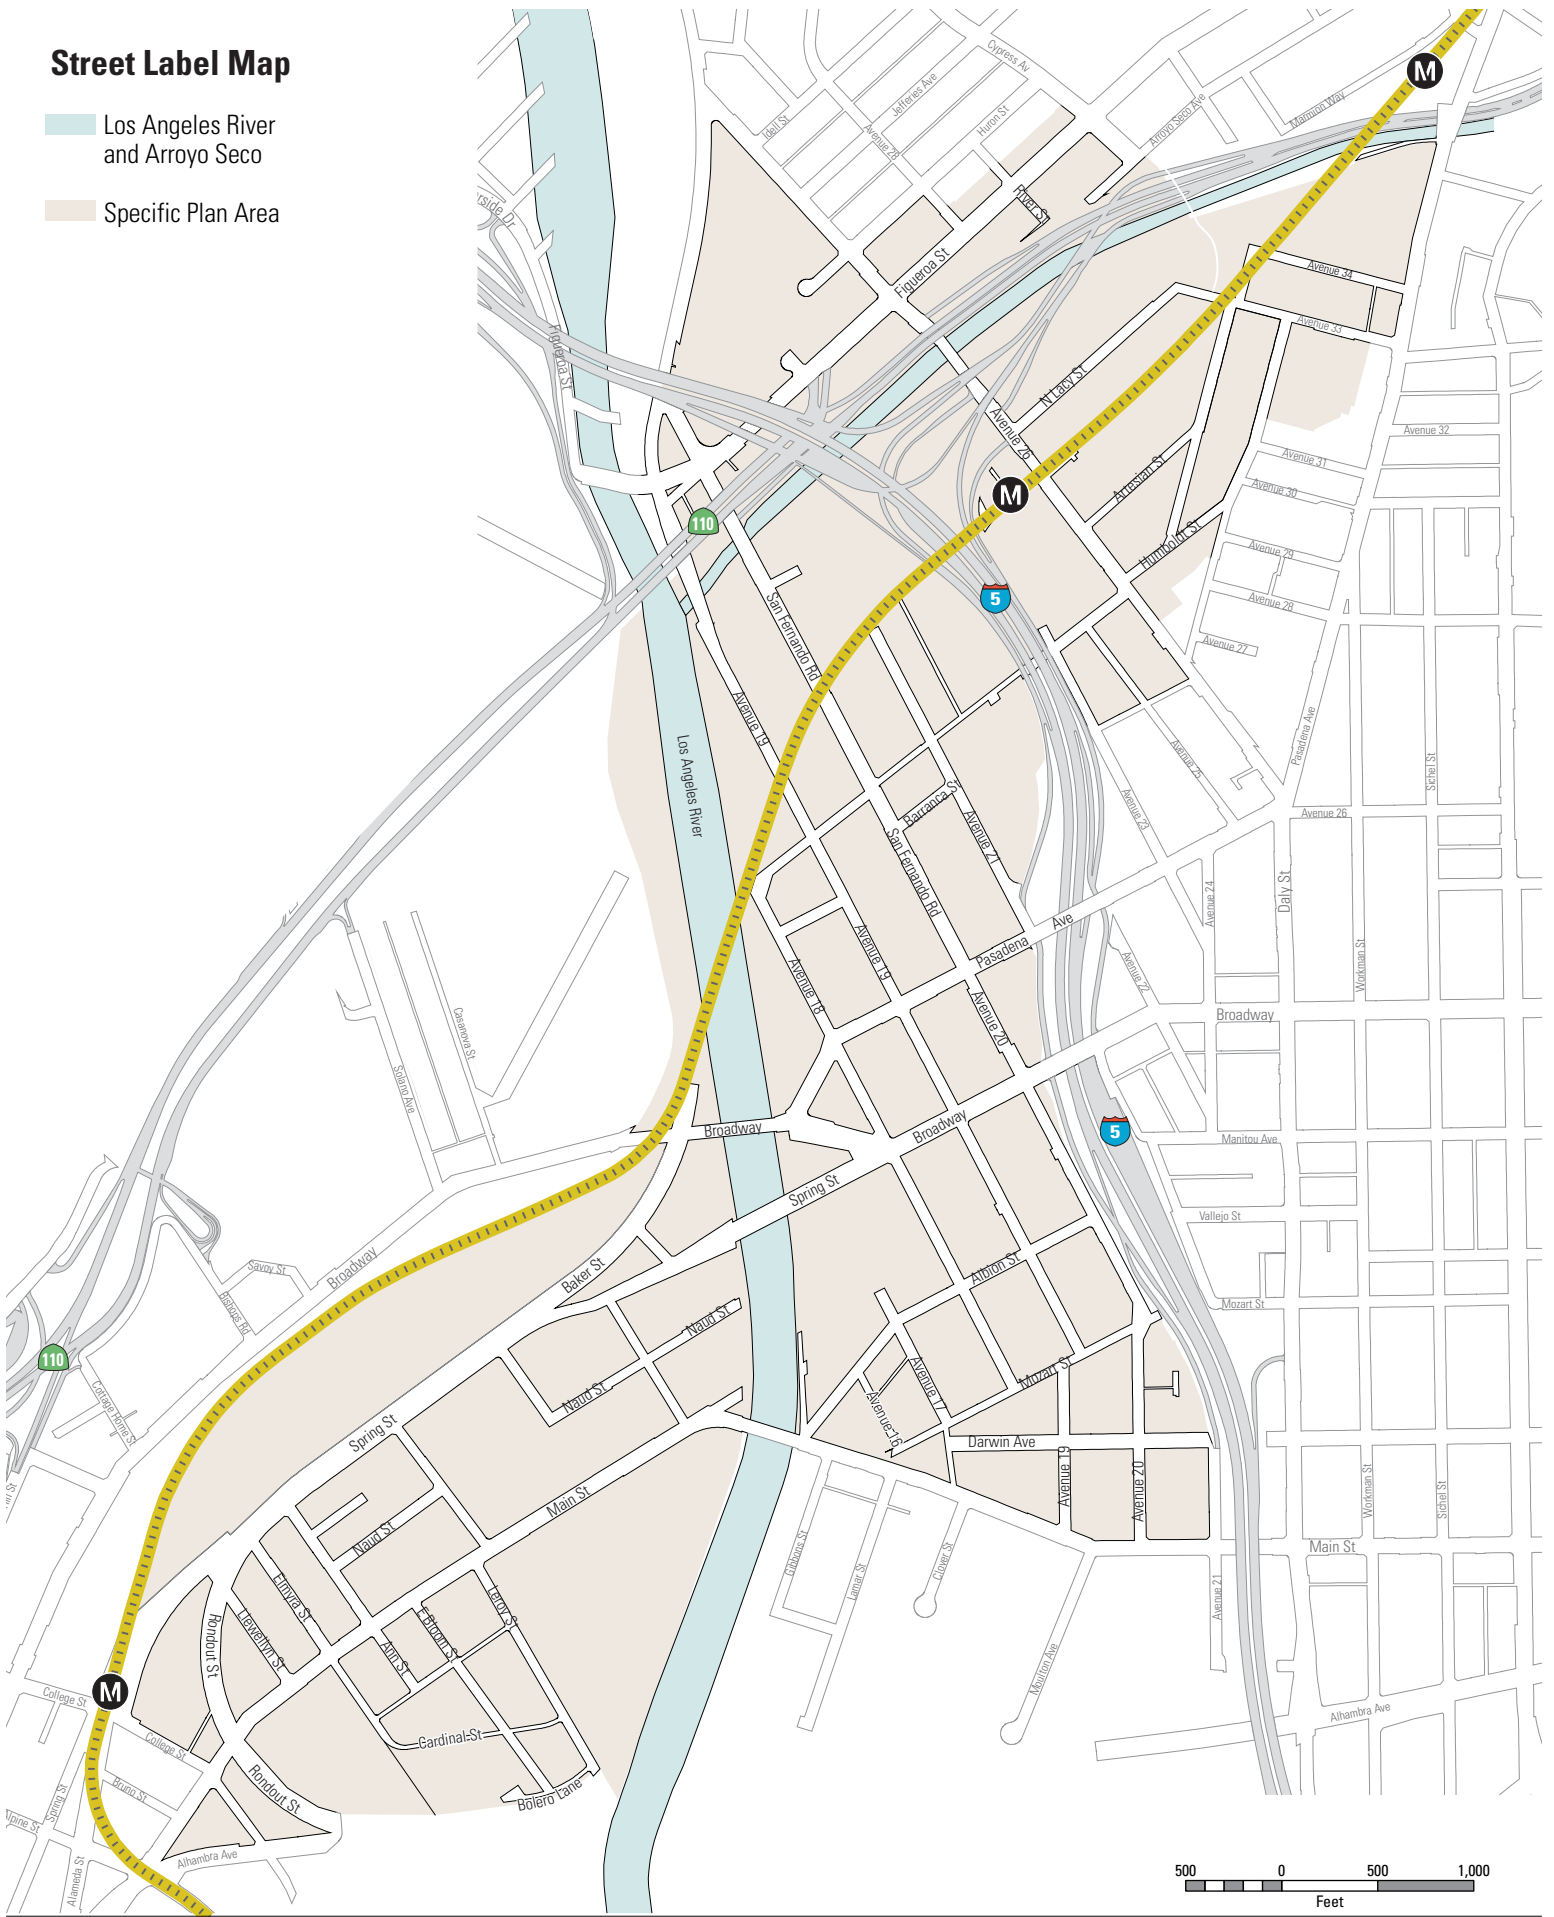 Street Label Map
Los Angeles River
and Arroyo Seco
Specific Plan Area
Cypress Av
Jefferies Ave
Huron St
Idell St
Avenue 28
Arroyo Seco Ave
Marmion Way
M
River St
Figueroa St
Figueroa St
Avenue 34
Avenue 33
N Lacy St
Avenue 26
Avenue 32
Avenue 31
Avenue 30
Artesian St
M
Humboldt St
110
Avenue 29
Avenue 28
5
San Fernando Rd
Avenue 27
Avenue 19
Pasadena Ave
Avenue 25
Los Angeles River
Sichel St
Barranca St
Avenue 21
Avenue 23
Avenue 26
San Fernando Rd
Avenue 24
Daly St
Pasadena Ave
Avenue 19
Avenue 18
Avenue 22
Workman St
Avenue 20
Broadway
Casanova St
Solano Ave
Broadway
Broadway
5
Manitou Ave
Spring St
Vallejo St
Savoy St
Broadway
Baker St
Albion St
Bishops Rd
Naud St
Mozart St
110
Cottage Home St
Naud St
Mozart St
Avenue 17
Avenue 16
Spring St
Darwin Ave
Avenue 19
Avenue 20
Main St
Workman St
Sichel St
Naud St
Gibbons St
Lamar St
Clover St
Main St
Elmyra St
Llewellyn St
Leroy St
E Bloom St
Ann St
Avenue 21
Rondout St
Moulton Ave
M
College St
College St
Cardinal St
Alhambra Ave
Bruno St
Rondout St
Bolero Lane
Spring St
Alpine St
Alhambra Ave
Alameda St
500 0 500 1,000
Feet